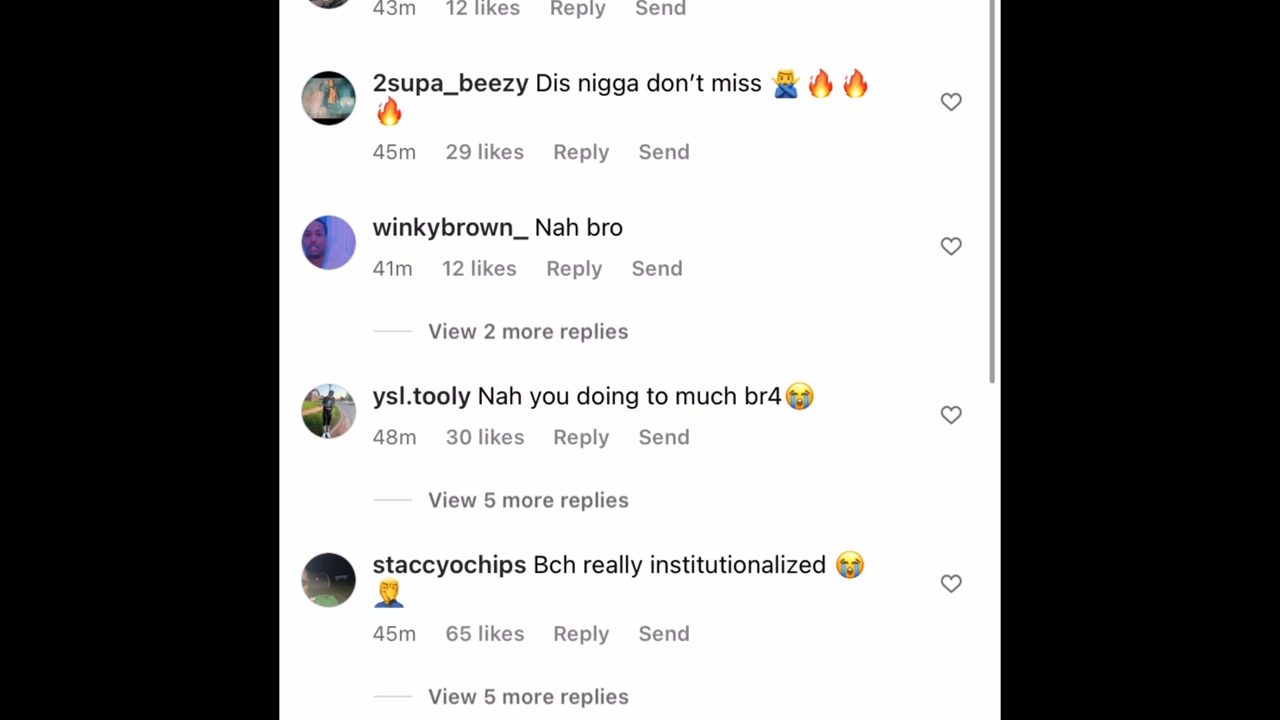 43m 12 likes Reply Send
2supa_beezy Dis nigga don’t miss 🙅‍♂️🔥🔥
🔥
45m 29 likes Reply Send
winkybrown_ Nah bro
41m 12 likes Reply Send
View 2 more replies
ysl.tooly Nah you doing to much br4😭
48m 30 likes Reply Send
View 5 more replies
staccyochips Bch really institutionalized 😭
🤦‍♂️
45m 65 likes Reply Send
View 5 more replies